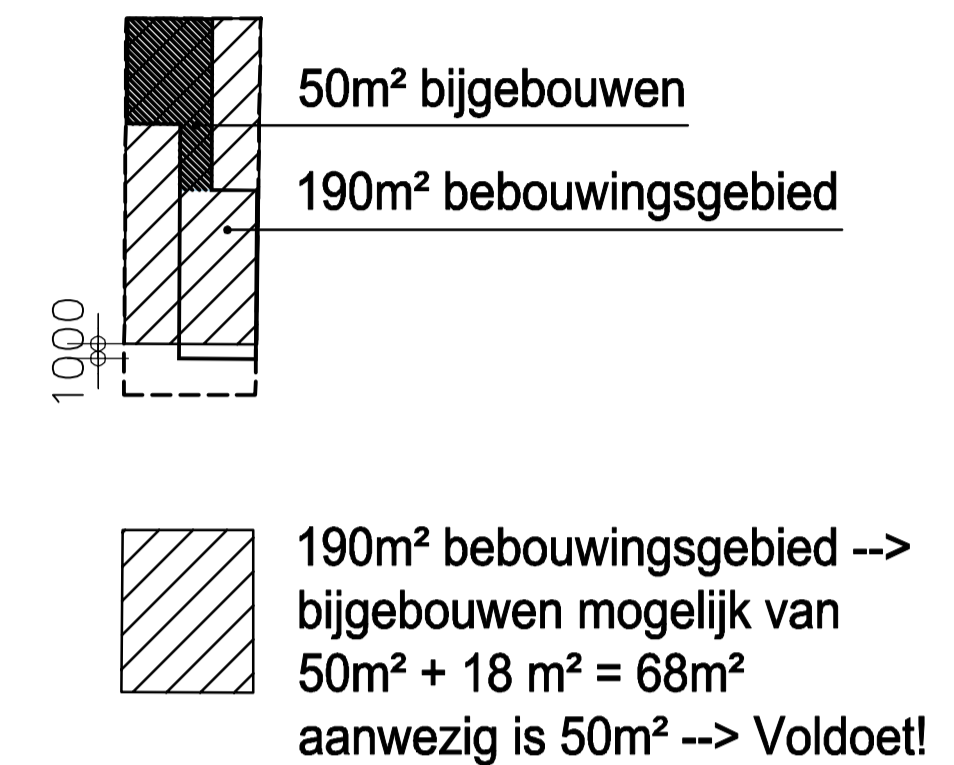 50m² bijgebouwen
190m² bebouwingsgebied
1000
190m² bebouwingsgebied -->
bijgebouwen mogelijk van
50m² + 18 m² = 68m²
aanwezig is 50m² --> Voldoet!